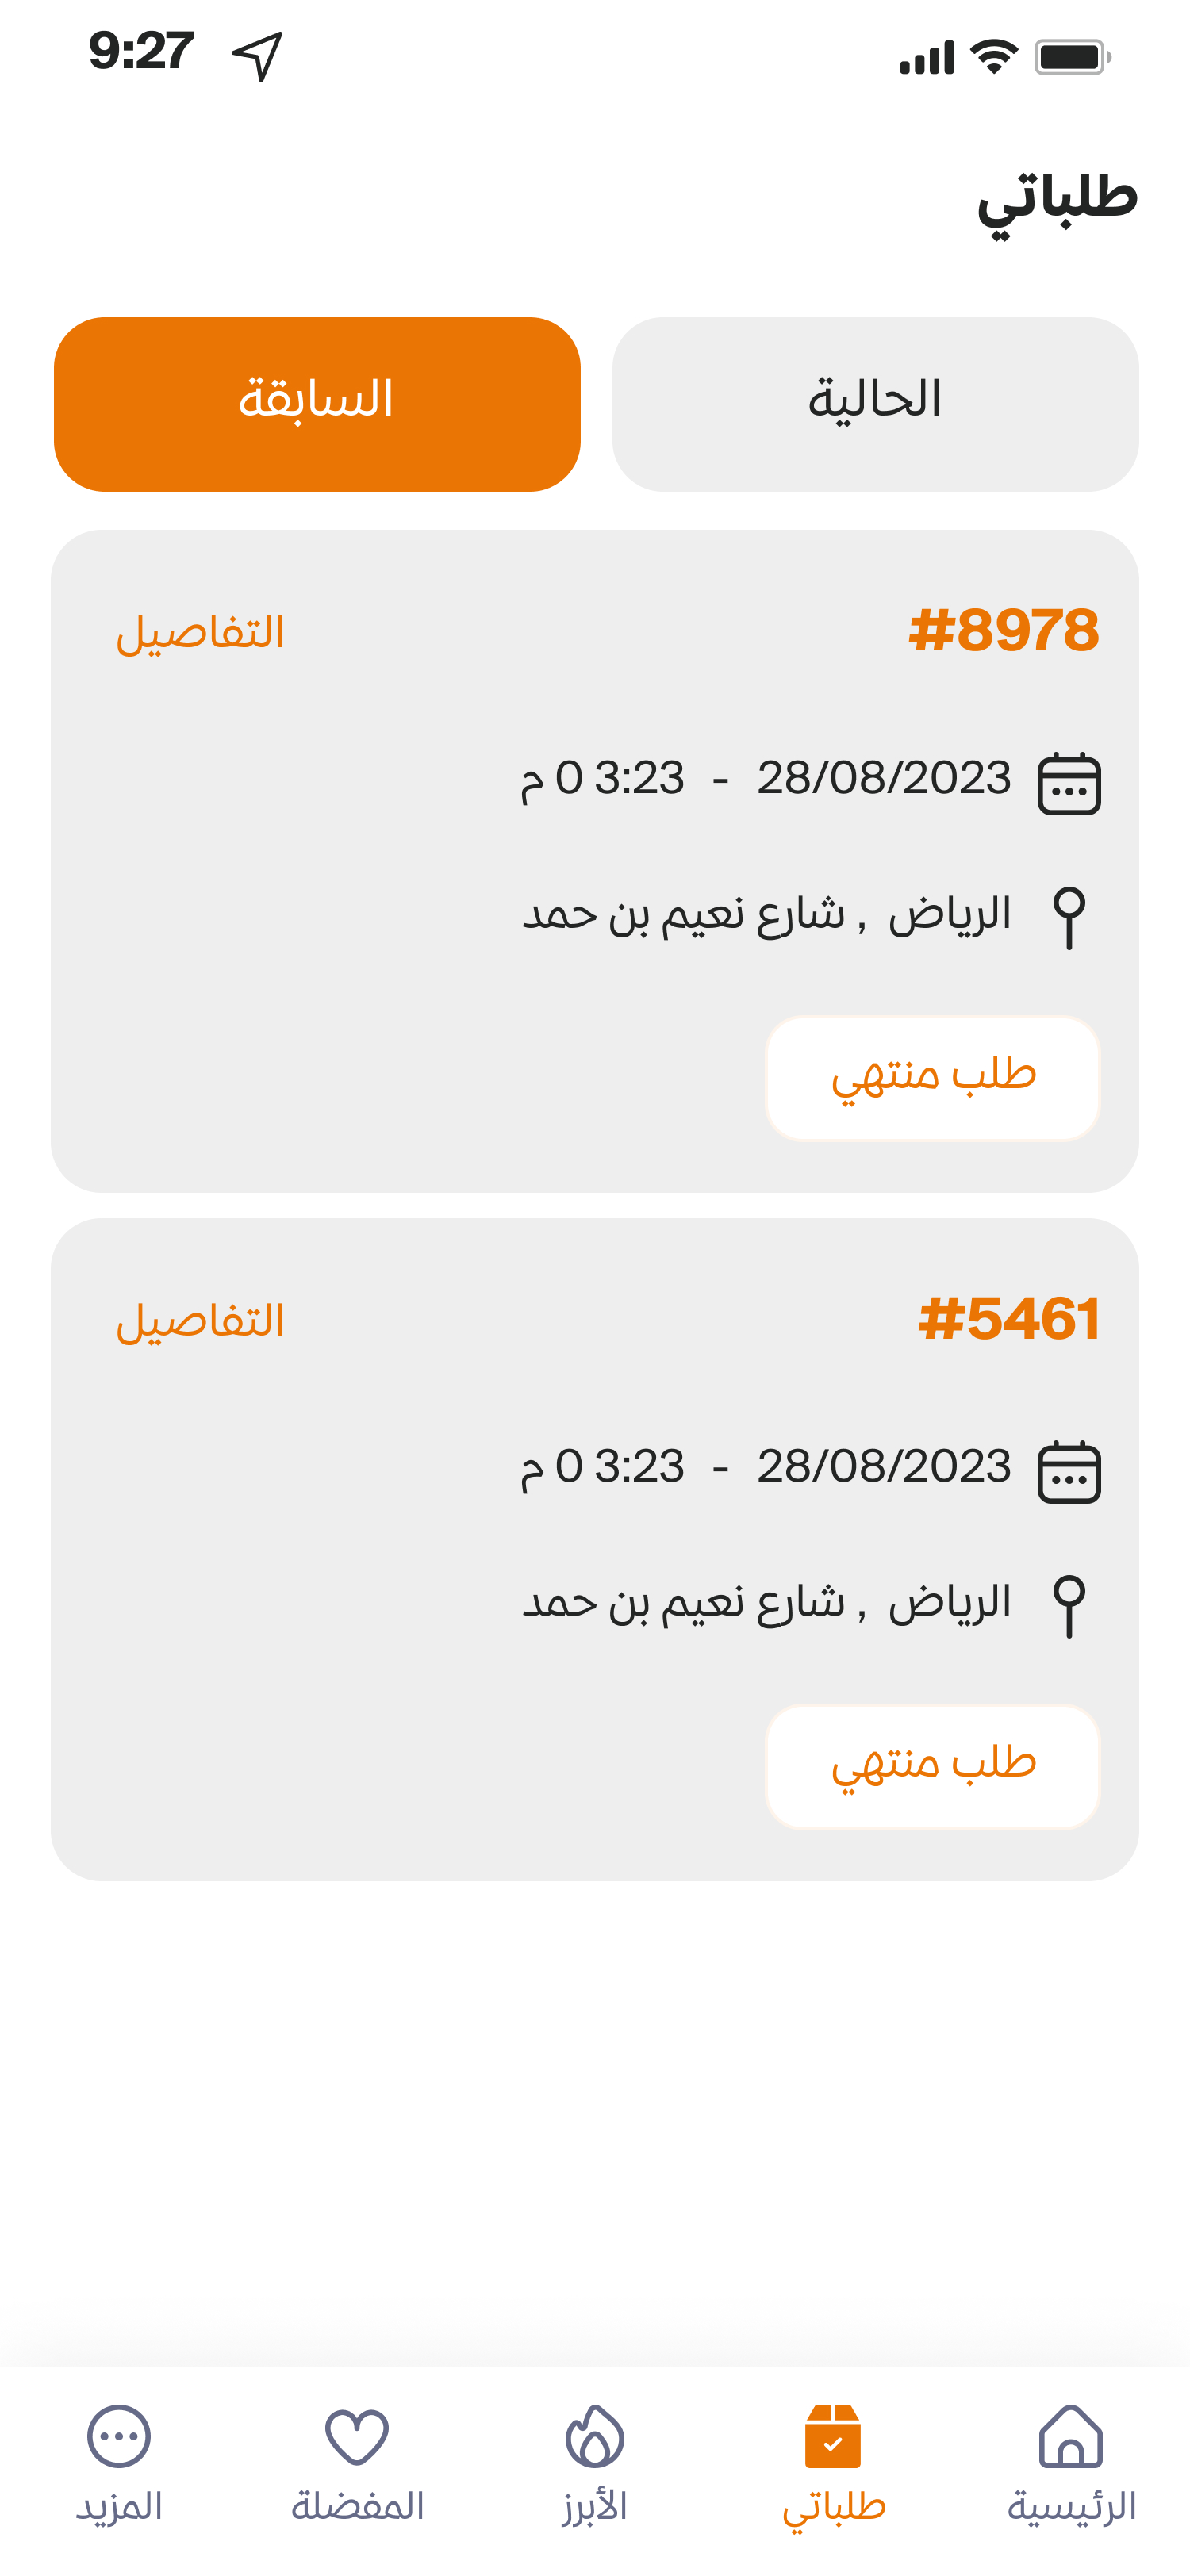 9:27
طلباتي
الحالية
السابقة
#8978
التفاصيل
28/08/2023 - 3:23 0 م
الرياض , شارع نعيم بن حمد
طلب منتهي
#5461
التفاصيل
28/08/2023 - 3:23 0 م
الرياض , شارع نعيم بن حمد
طلب منتهي
الرئيسية
طلباتي
الأبرز
المفضلة
المزيد